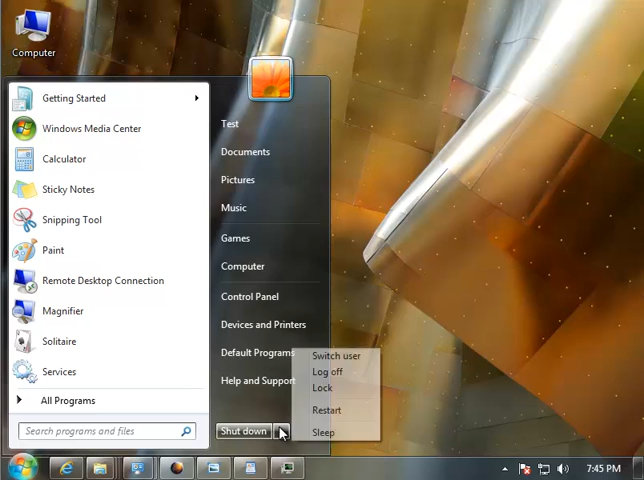 Computer
Getting Started
Windows Media Center
Calculator
Sticky Notes
Snipping Tool
Paint
Remote Desktop Connection
Magnifier
Solitaire
Services
All Programs
Search programs and files
Test
Documents
Pictures
Music
Games
Computer
Control Panel
Devices and Printers
Default Programs
Help and Support
Shut down
Switch user
Log off
Lock
Restart
Sleep
7:45 PM